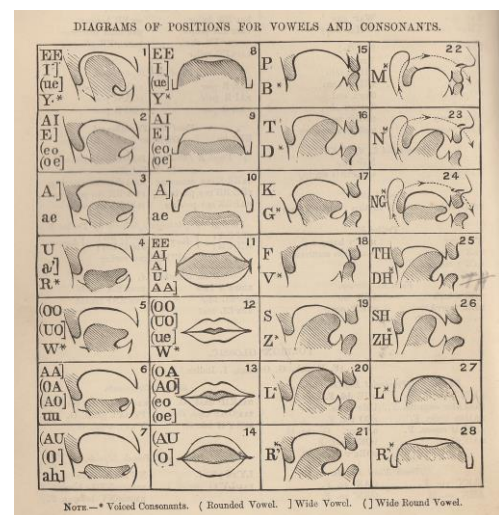 DIAGRAMS OF POSITIONS FOR VOWELS AND CONSONANTS.
1
EE
I]
(ue]
Y*
2
AI
E]
(eo
(oe]
3
A]
ae
4
U
a']
R*
5
(OO
(UO]
W*
6
AA]
(OA
(AO]
uu
7
(AU
(O]
ah]
8
EE
I]
(ue]
Y*
9
AI
E]
(eo
(oe]
10
A]
ae
11
EE
AI
A]
U
AA]
12
(OO
(UO
(ue
W*
13
(OA
(AO]
(eo
(oe]
14
(AU
(O]
15
P
B*
16
T
D*
17
K
G*
18
F
V*
19
S
Z*
20
L*
21
R*
22
M*
23
N*
24
NG*
25
TH
DH*
26
SH
ZH*
27
L*
28
R*
NOTE.—* Voiced Consonants. ( Rounded Vowel. ] Wide Vowel. (] Wide Round Vowel.